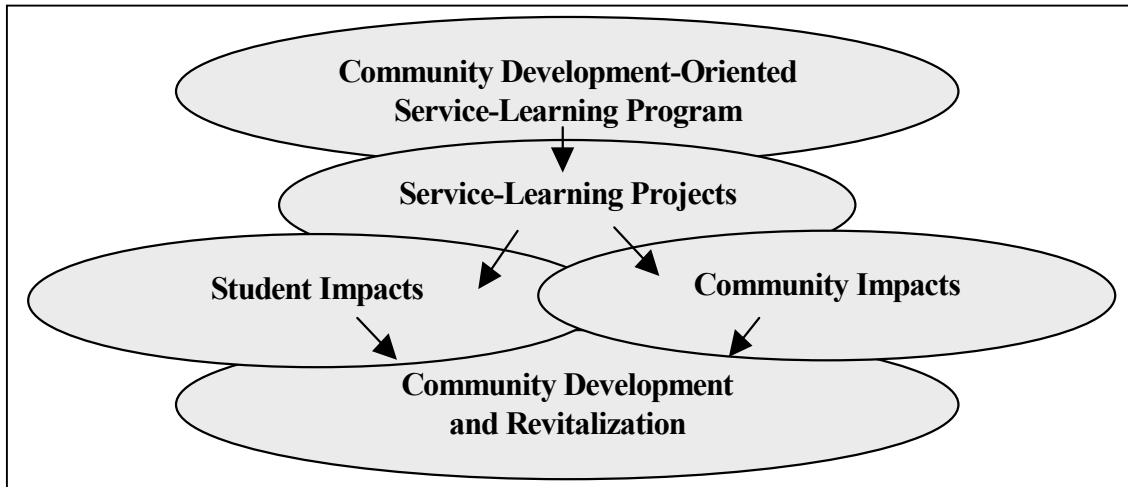 Community Development-Oriented
Service-Learning Program
Service-Learning Projects
Student Impacts
Community Impacts
Community Development
and Revitalization